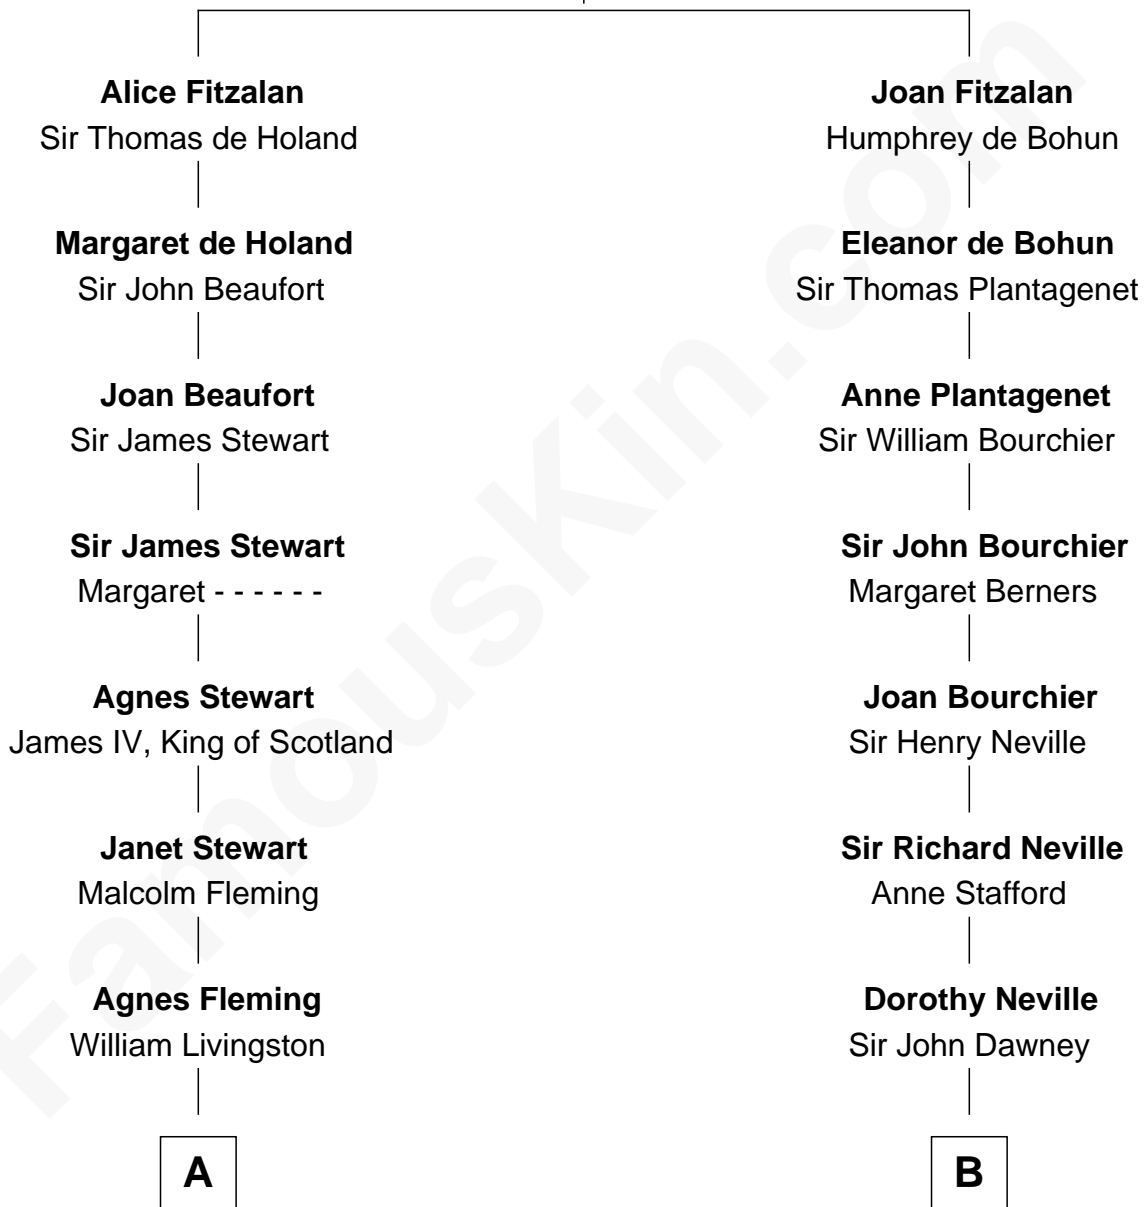 Alice Fitzalan
Sir Thomas de Holand
Margaret de Holand
Sir John Beaufort
Joan Beaufort
Sir James Stewart
Sir James Stewart
Margaret - - - - - -
Agnes Stewart
James IV, King of Scotland
Janet Stewart
Malcolm Fleming
Agnes Fleming
William Livingston
A
Joan Fitzalan
Humphrey de Bohun
Eleanor de Bohun
Sir Thomas Plantagenet
Anne Plantagenet
Sir William Bourchier
Sir John Bourchier
Margaret Berners
Joan Bourchier
Sir Henry Neville
Sir Richard Neville
Anne Stafford
Dorothy Neville
Sir John Dawney
B
FamousKin.com